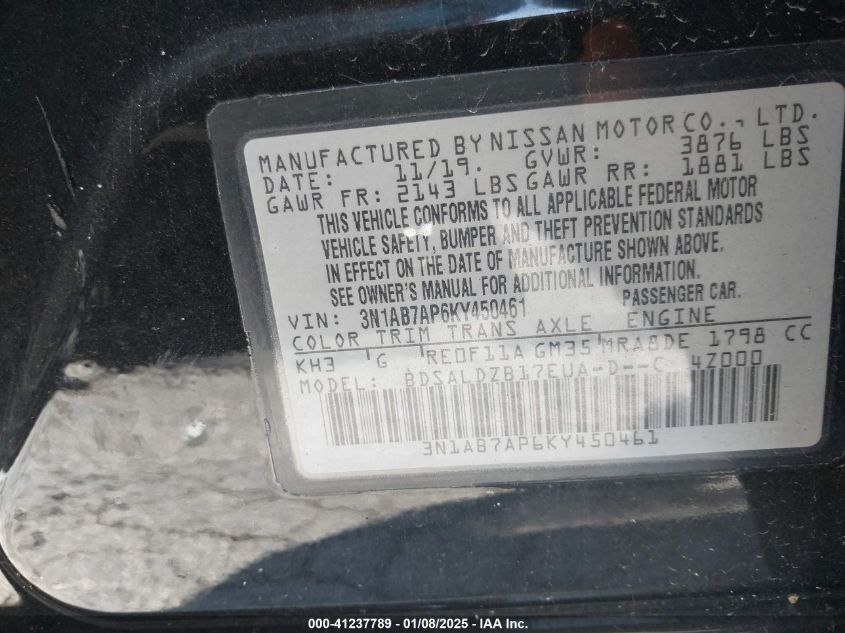 MANUFACTURED BY NISSAN MOTOR CO., LTD.
DATE: 11/19. GVWR: 3876 LBS
GAWR FR: 2143 LBS GAWR RR: 1881 LBS
THIS VEHICLE CONFORMS TO ALL APPLICABLE FEDERAL MOTOR
VEHICLE SAFETY, BUMPER AND THEFT PREVENTION STANDARDS
IN EFFECT ON THE DATE OF MANUFACTURE SHOWN ABOVE.
SEE OWNER'S MANUAL FOR ADDITIONAL INFORMATION.
VIN: 3N1AB7AP6KY450461 PASSENGER CAR.
COLOR TRIM TRANS AXLE ENGINE
KH3 G RE0F11A GM35 MRA8DE 1798 CC
MODEL: BDSALDZB17EUA-D--C 4Z000
3N1AB7AP6KY450461
000-41237789 - 01/08/2025 - IAA Inc.